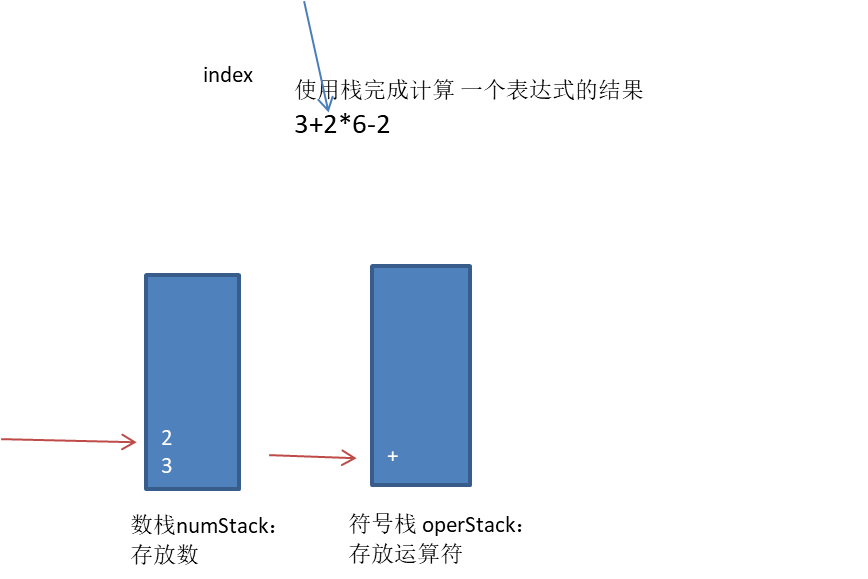 index
使用栈完成计算 一个表达式的结果
3+2*6-2
2
3
+
数栈numStack：
存放数
符号栈 operStack：
存放运算符